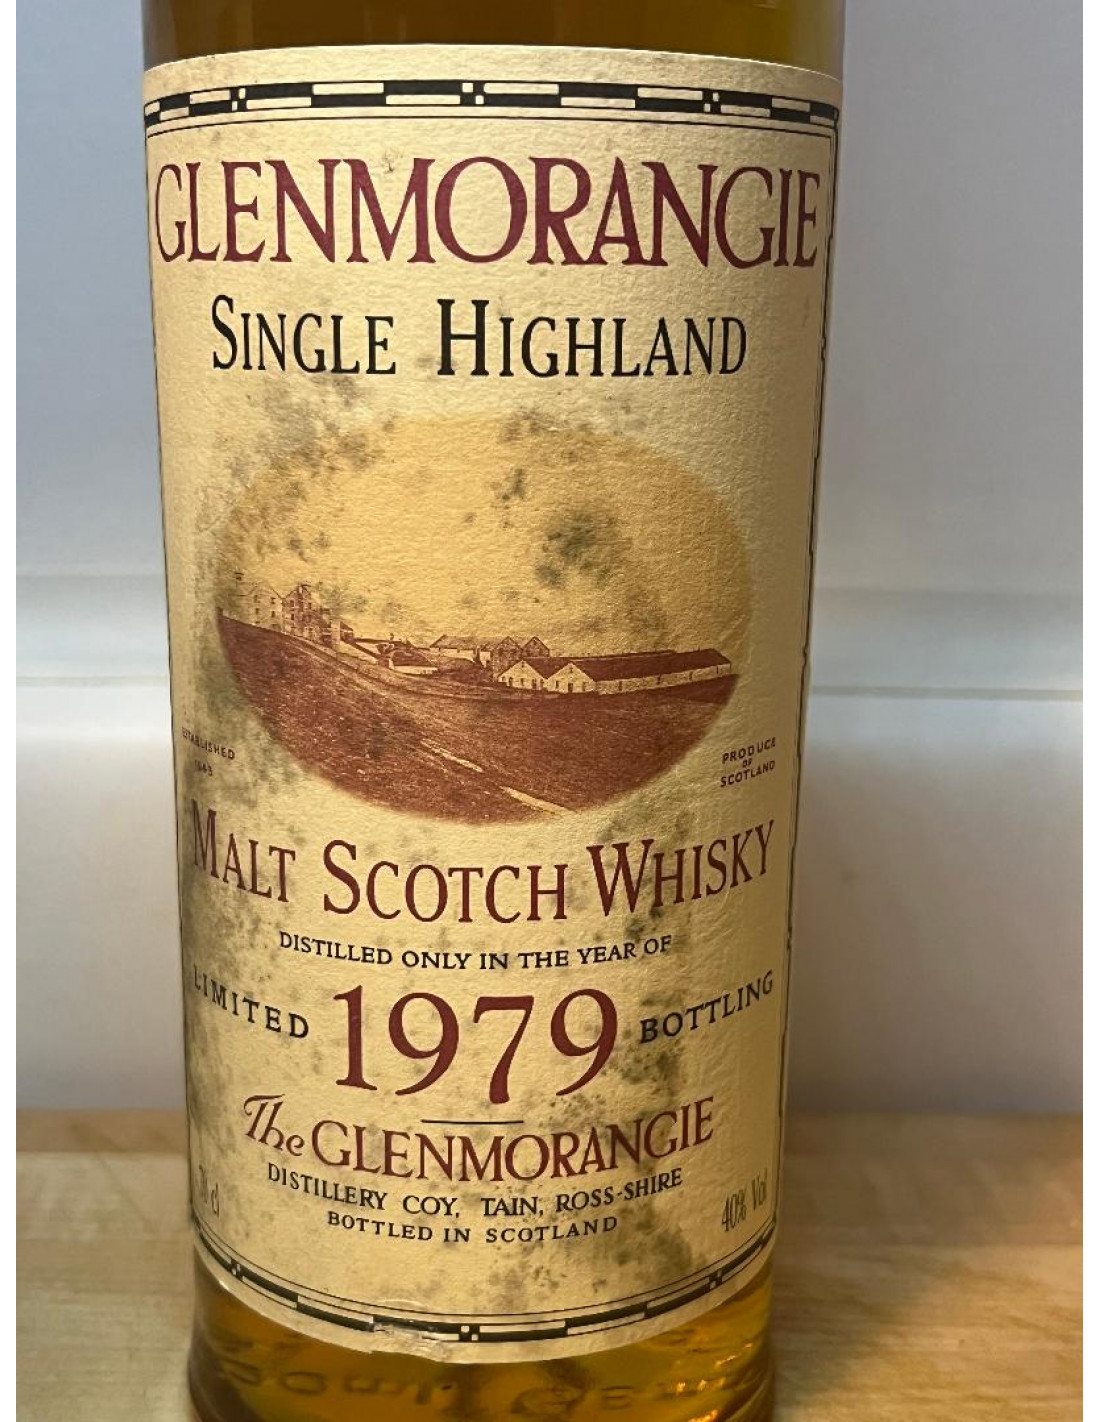 GLENMORANGIE
SINGLE HIGHLAND
ESTABLISHED
1843
PRODUCE
OF
SCOTLAND
MALT SCOTCH WHISKY
DISTILLED ONLY IN THE YEAR OF
LIMITED 1979 BOTTLING
The GLENMORANGIE
DISTILLERY COY, TAIN, ROSS-SHIRE
BOTTLED IN SCOTLAND
70 cl
40% Vol